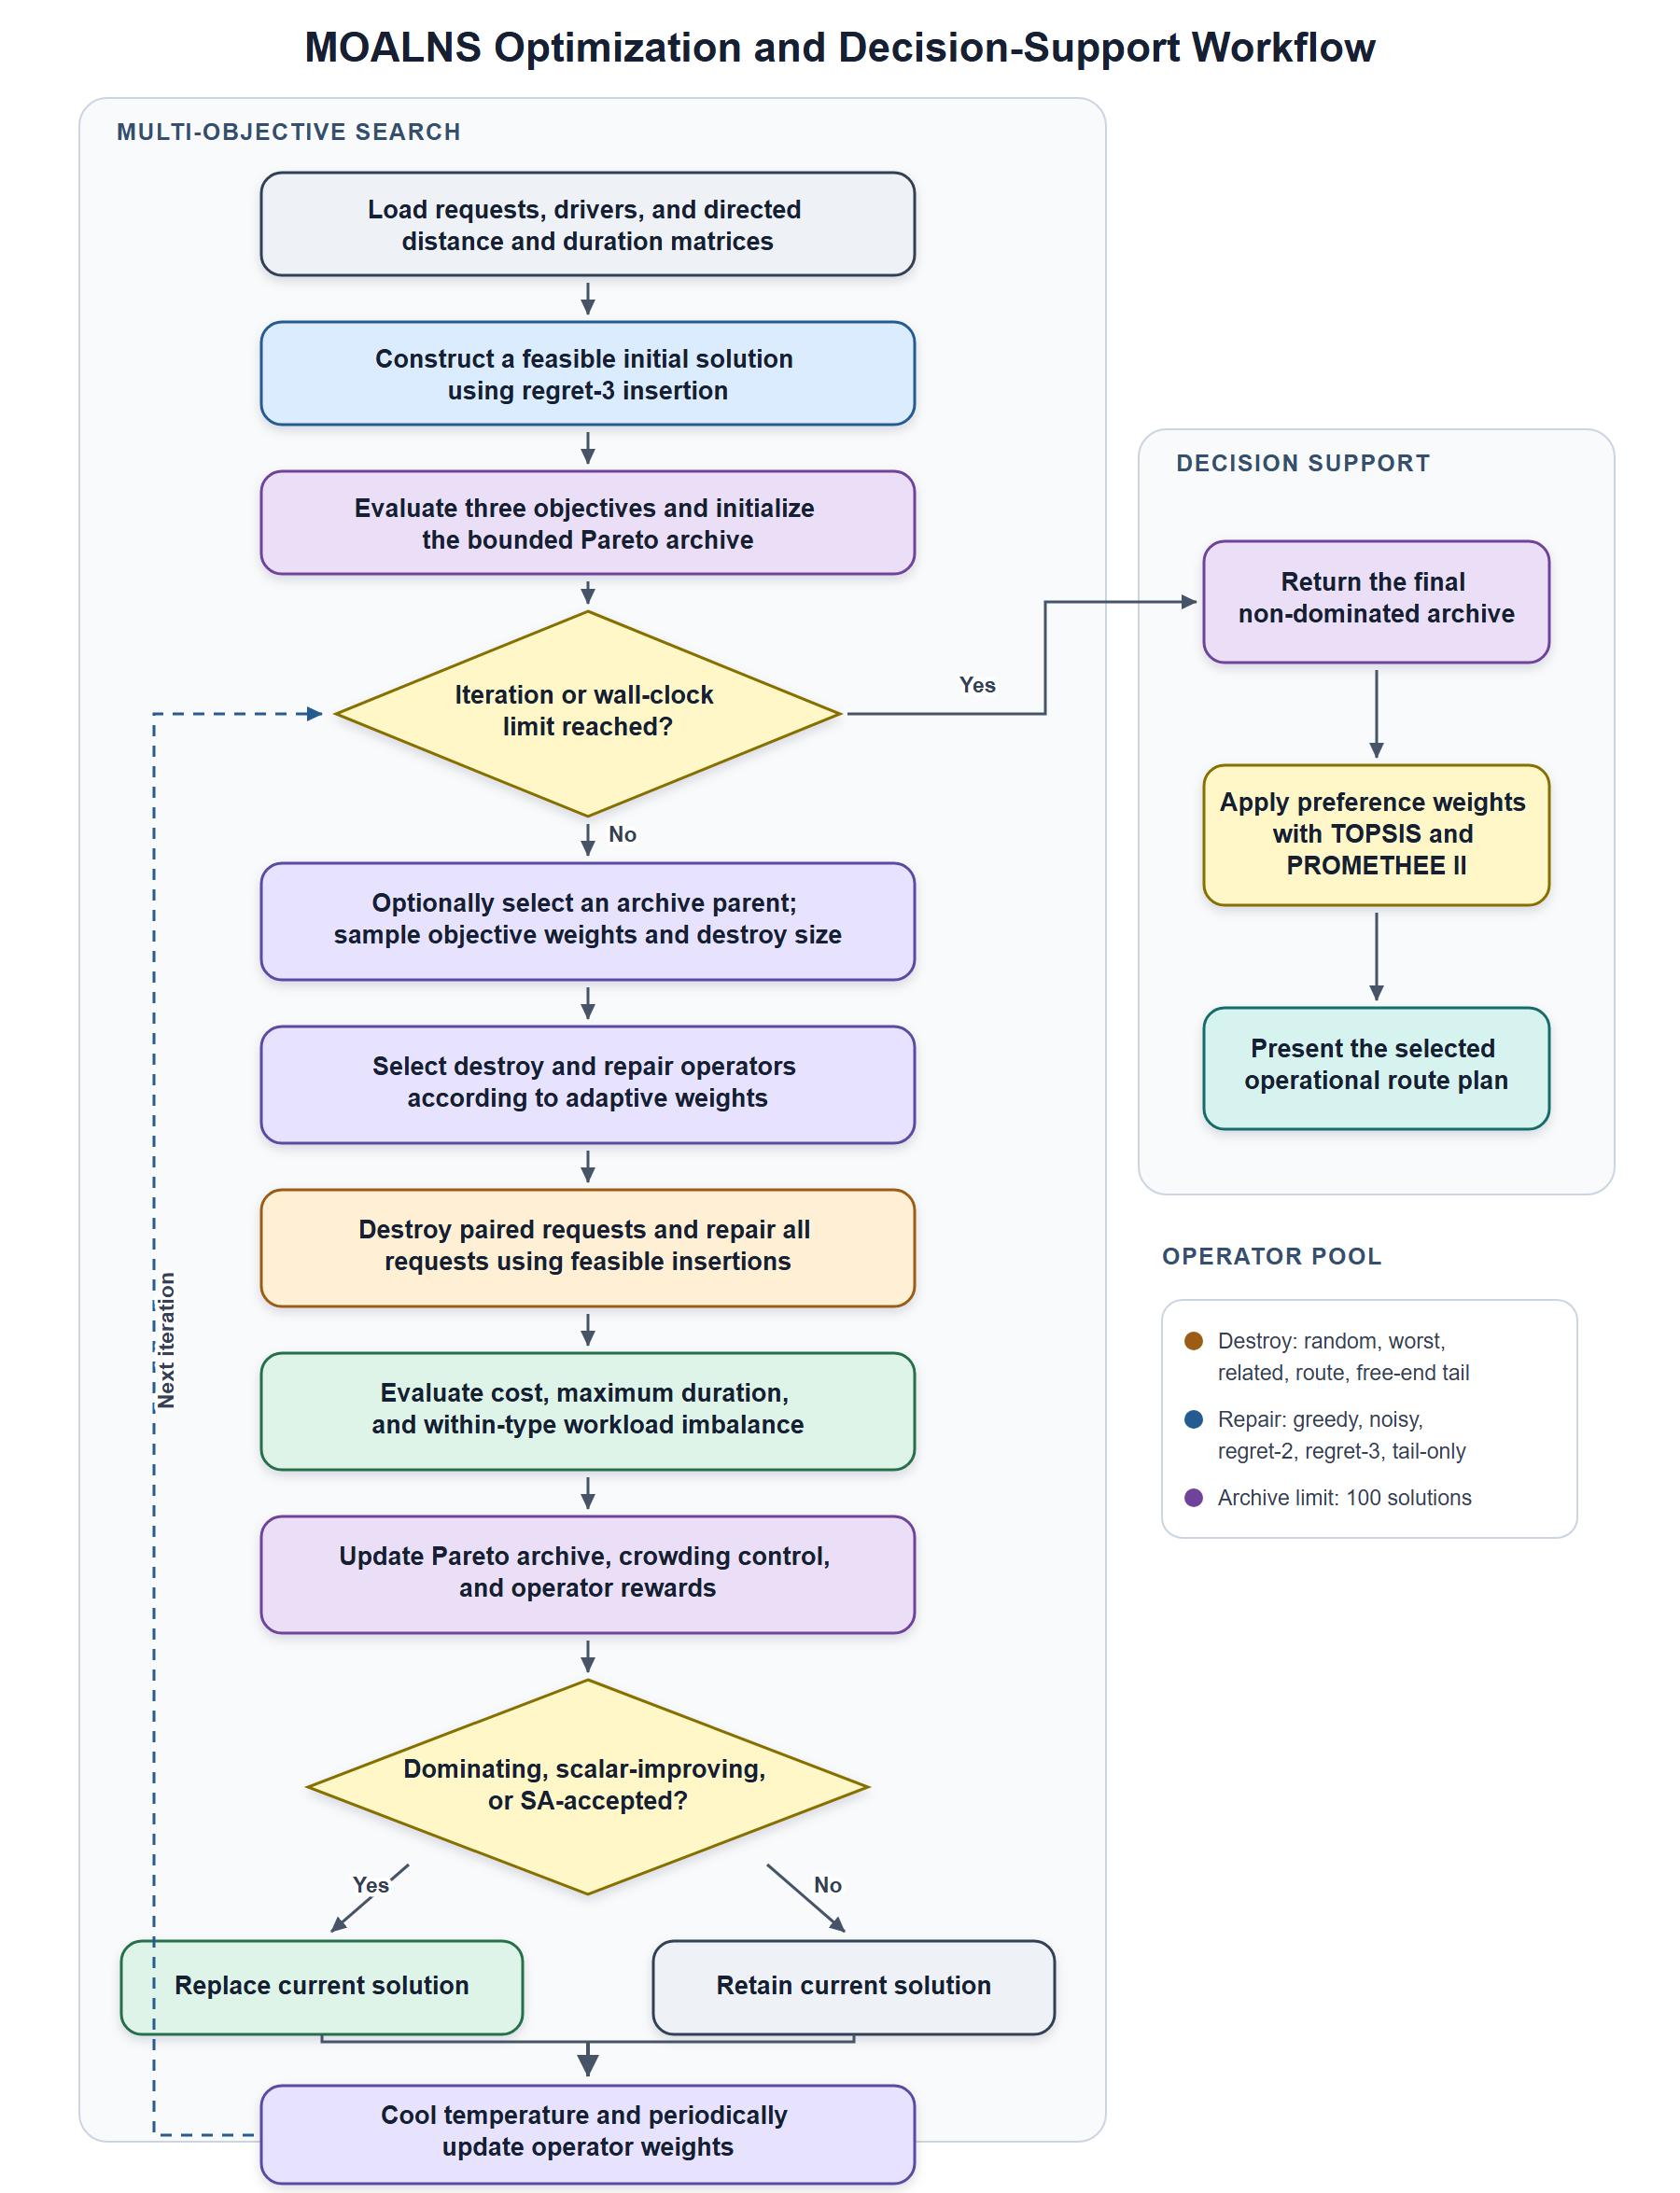 MOALNS Optimization and Decision-Support Workflow
MULTI-OBJECTIVE SEARCH
Load requests, drivers, and directed
distance and duration matrices
Construct a feasible initial solution
using regret-3 insertion
Evaluate three objectives and initialize
the bounded Pareto archive
Iteration or wall-clock
limit reached?
Yes
No
Optionally select an archive parent;
sample objective weights and destroy size
Select destroy and repair operators
according to adaptive weights
Destroy paired requests and repair all
requests using feasible insertions
Evaluate cost, maximum duration,
and within-type workload imbalance
Update Pareto archive, crowding control,
and operator rewards
Dominating, scalar-improving,
or SA-accepted?
Yes
No
Replace current solution
Retain current solution
Cool temperature and periodically
update operator weights
Next iteration
DECISION SUPPORT
Return the final
non-dominated archive
Apply preference weights
with TOPSIS and
PROMETHEE II
Present the selected
operational route plan
OPERATOR POOL
Destroy: random, worst,
related, route, free-end tail
Repair: greedy, noisy,
regret-2, regret-3, tail-only
Archive limit: 100 solutions